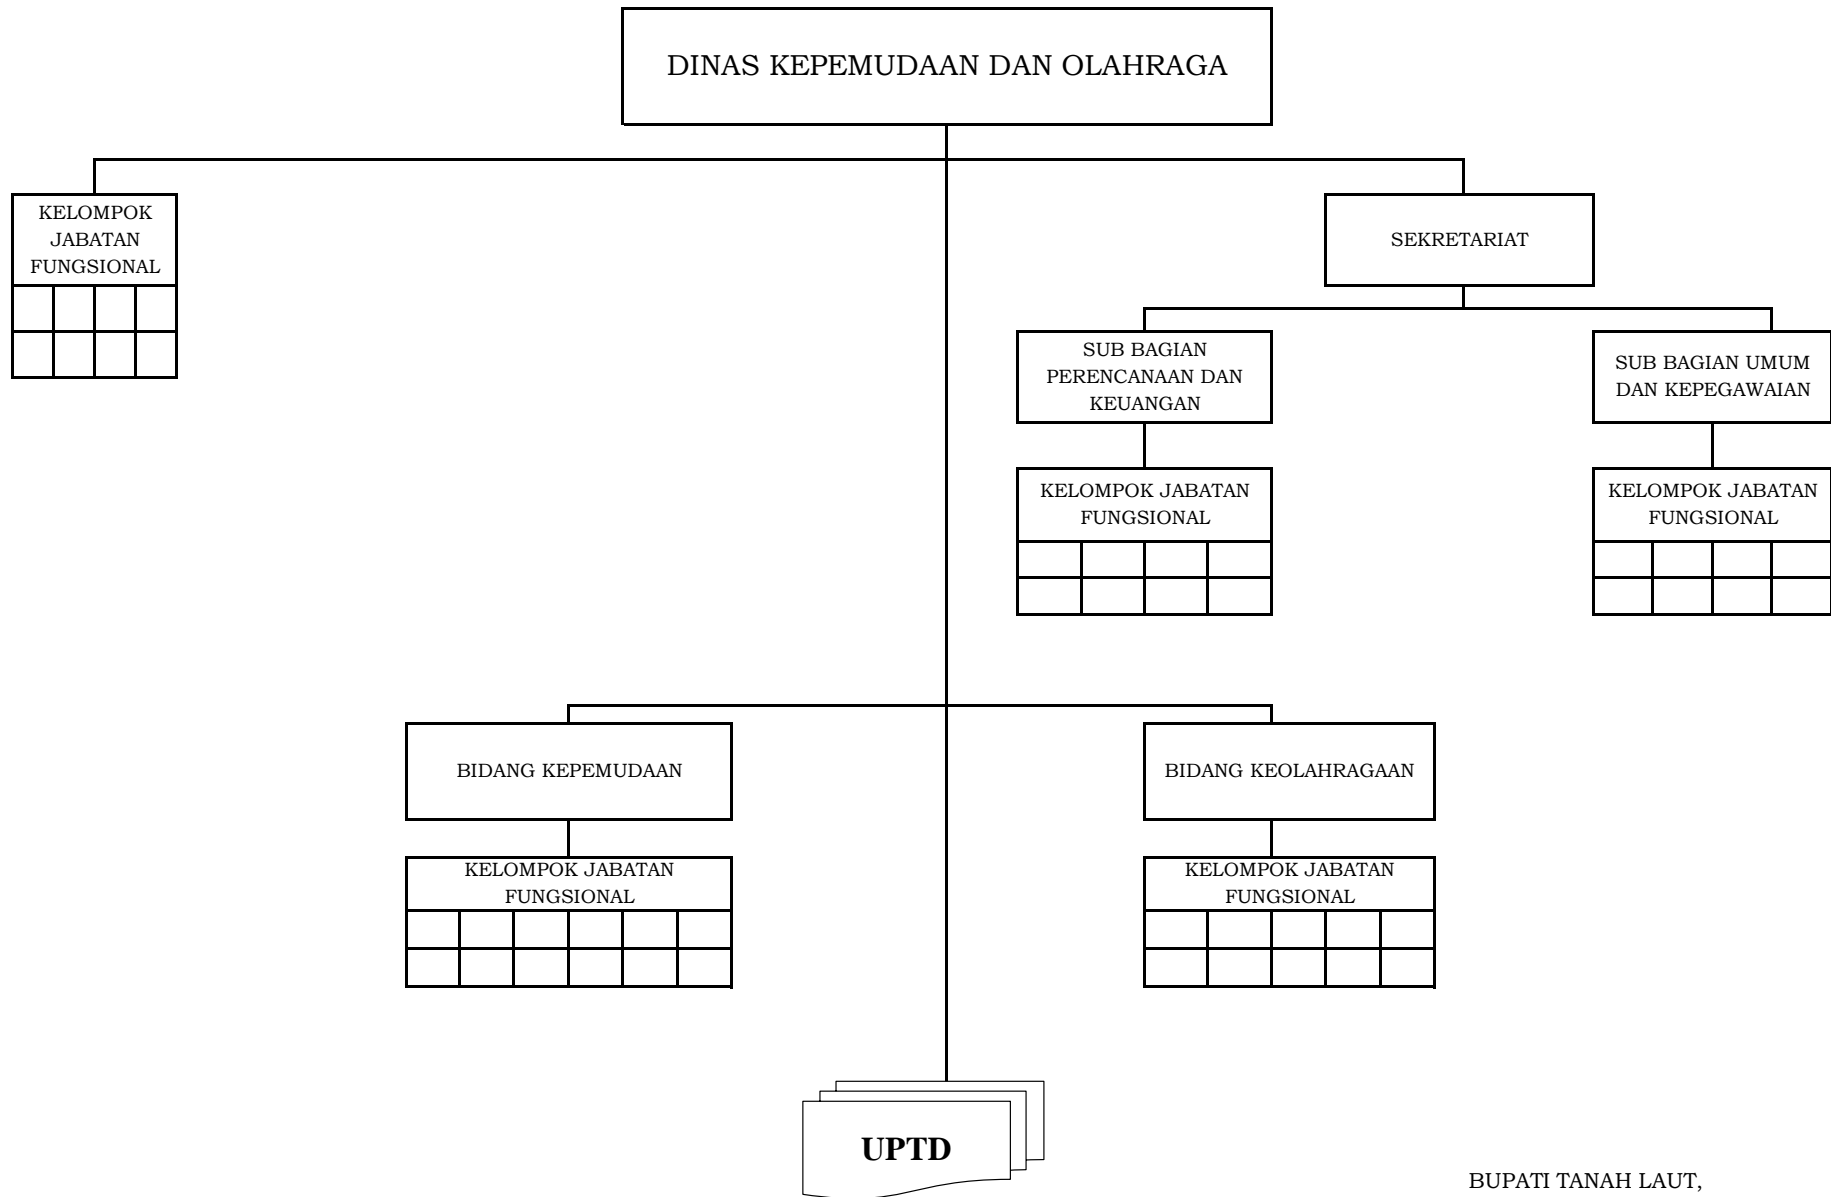 DINAS KEPEMUDAAN DAN OLAHRAGA
KELOMPOK
JABATAN
FUNGSIONAL
SEKRETARIAT
SUB BAGIAN
PERENCANAAN DAN
KEUANGAN
SUB BAGIAN UMUM
DAN KEPEGAWAIAN
KELOMPOK JABATAN
FUNGSIONAL
KELOMPOK JABATAN
FUNGSIONAL
BIDANG KEPEMUDAAN
BIDANG KEOLAHRAGAAN
KELOMPOK JABATAN
FUNGSIONAL
KELOMPOK JABATAN
FUNGSIONAL
UPTD
BUPATI TANAH LAUT,